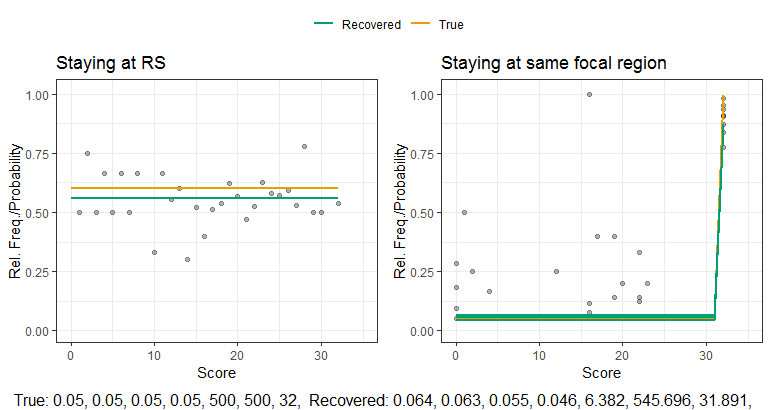 Recovered True
Staying at RS
Staying at same focal region
Rel. Freq./Probability
1.00
0.75
0.50
0.25
0.00
0 10 20 30
Score
Rel. Freq./Probability
1.00
0.75
0.50
0.25
0.00
0 10 20 30
Score
True: 0.05, 0.05, 0.05, 0.05, 500, 500, 32, Recovered: 0.064, 0.063, 0.055, 0.046, 6.382, 545.696, 31.891,